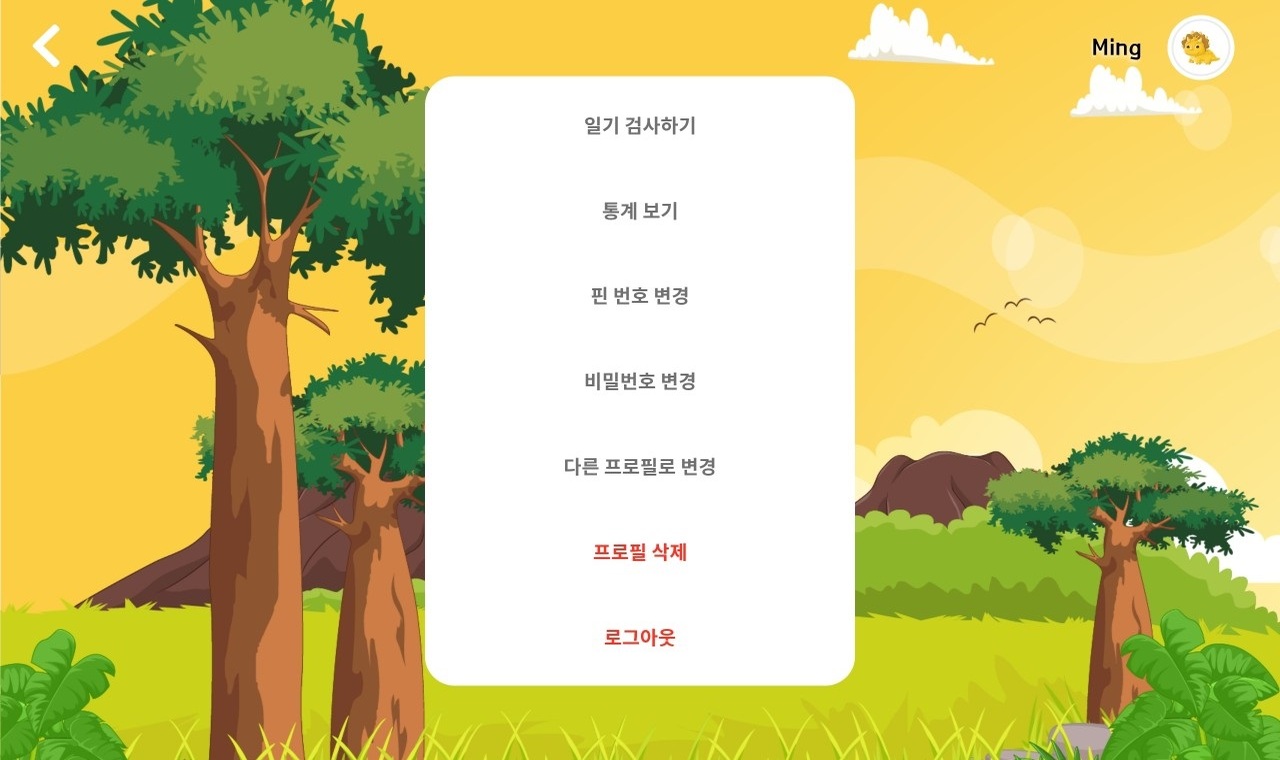 Ming
일기 검사하기
통계 보기
핀 번호 변경
비밀번호 변경
다른 프로필로 변경
프로필 삭제
로그아웃